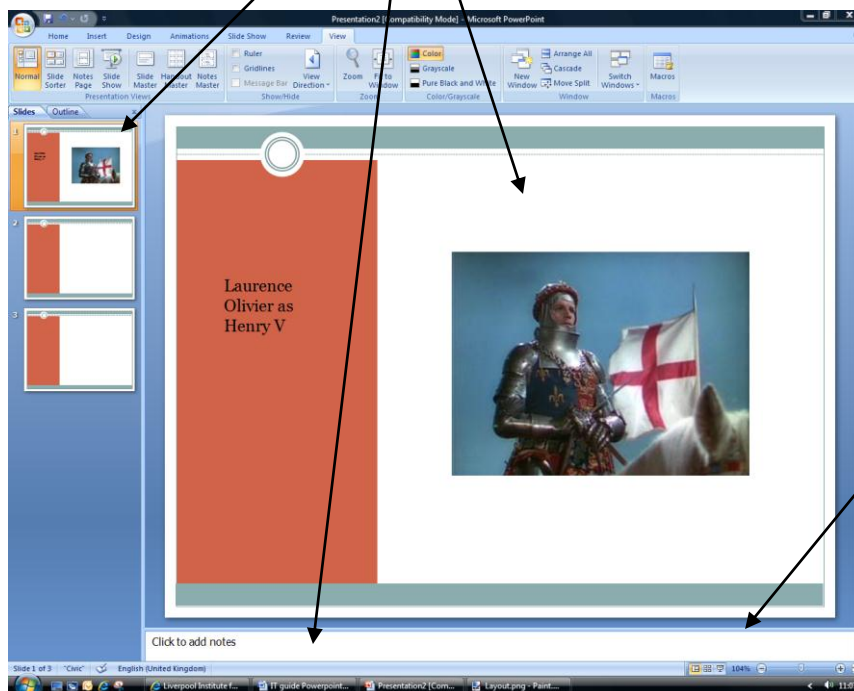 Presentation2 [Compatibility Mode] - Microsoft PowerPoint
Home Insert Design Animations Slide Show Review View
Normal Slide Sorter Notes Page Slide Show Slide Master Handout Master Notes Master
Presentation Views
Ruler
Gridlines
Message Bar
View Direction
Show/Hide
Zoom Fit to Window
Zoom
Color
Grayscale
Pure Black and White
Color/Grayscale
New Window
Arrange All
Cascade
Move Split
Switch Windows
Window
Macros
Macros
Slides Outline
1
2
3
Laurence
Olivier as
Henry V
Click to add notes
Slide 1 of 3 "Civic" English (United Kingdom) 104%
Liverpool Institute f... IT guide Powerpoint... Presentation2 [Com... Layout.png - Paint....